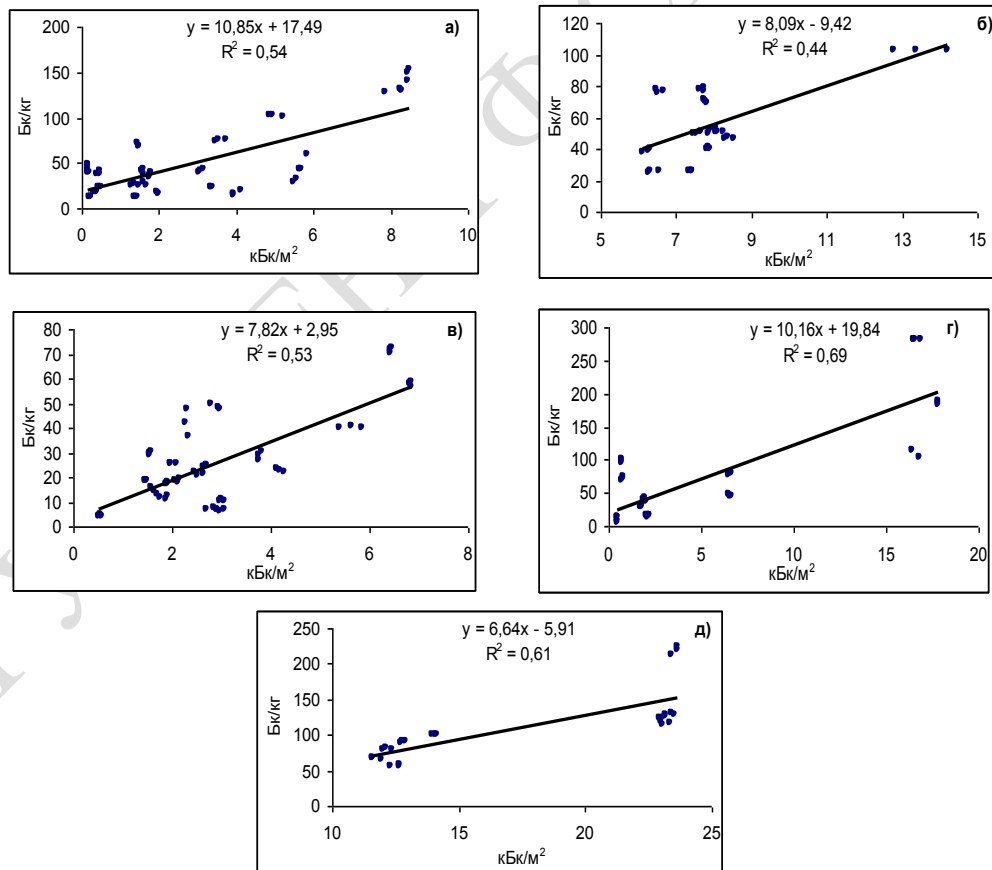 y = 10,85x + 17,49
R² = 0,54
а)
200
150
100
50
0
Бк/кг
0 2 4 6 8 10
кБк/м²
y = 8,09x - 9,42
R² = 0,44
б)
120
100
80
60
40
20
0
Бк/кг
5 7 9 11 13 15
кБк/м²
y = 7,82x + 2,95
R² = 0,53
в)
80
70
60
50
40
30
20
10
0
Бк/кг
0 2 4 6 8
кБк/м²
y = 10,16x + 19,84
R² = 0,69
г)
300
250
200
150
100
50
0
Бк/кг
0 5 10 15 20
кБк/м²
y = 6,64x - 5,91
R² = 0,61
д)
250
200
150
100
50
0
Бк/кг
10 15 20 25
кБк/м²